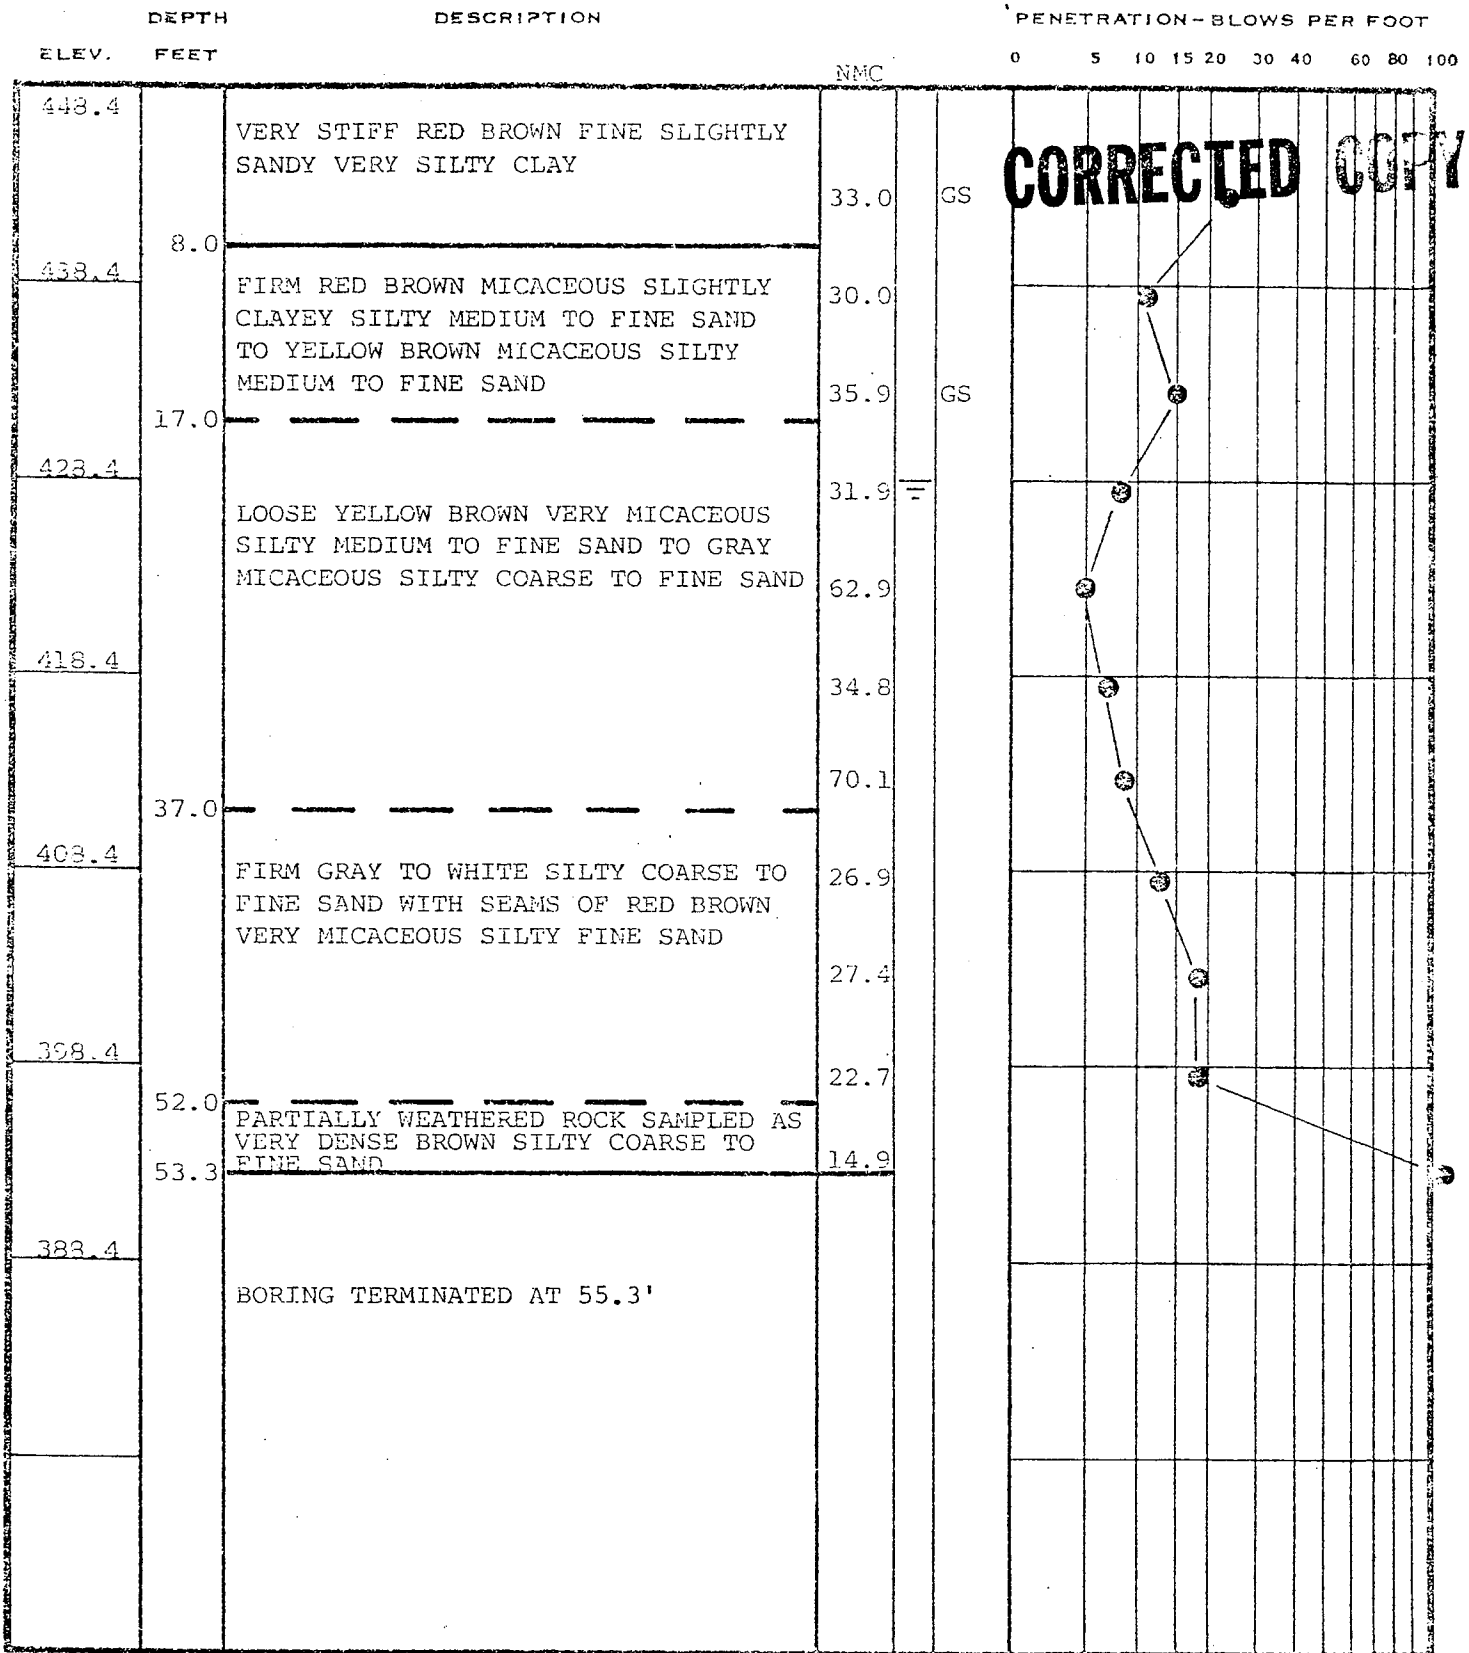 DEPTH DESCRIPTION PENETRATION-BLOWS PER FOOT
ELEV. FEET NMC 0 5 10 15 20 30 40 60 80 100
448.4
VERY STIFF RED BROWN FINE SLIGHTLY
SANDY VERY SILTY CLAY
CORRECTED COPY
33.0 GS
8.0
438.4
FIRM RED BROWN MICACEOUS SLIGHTLY 30.0
CLAYEY SILTY MEDIUM TO FINE SAND
TO YELLOW BROWN MICACEOUS SILTY
MEDIUM TO FINE SAND 35.9 GS
17.0
428.4
31.9
LOOSE YELLOW BROWN VERY MICACEOUS
SILTY MEDIUM TO FINE SAND TO GRAY
MICACEOUS SILTY COARSE TO FINE SAND 62.9
418.4
34.8
70.1
37.0
408.4
FIRM GRAY TO WHITE SILTY COARSE TO 26.9
FINE SAND WITH SEAMS OF RED BROWN
VERY MICACEOUS SILTY FINE SAND
27.4
398.4
22.7
52.0
PARTIALLY WEATHERED ROCK SAMPLED AS
VERY DENSE BROWN SILTY COARSE TO
FINE SAND 14.9
53.3
388.4
BORING TERMINATED AT 55.3'